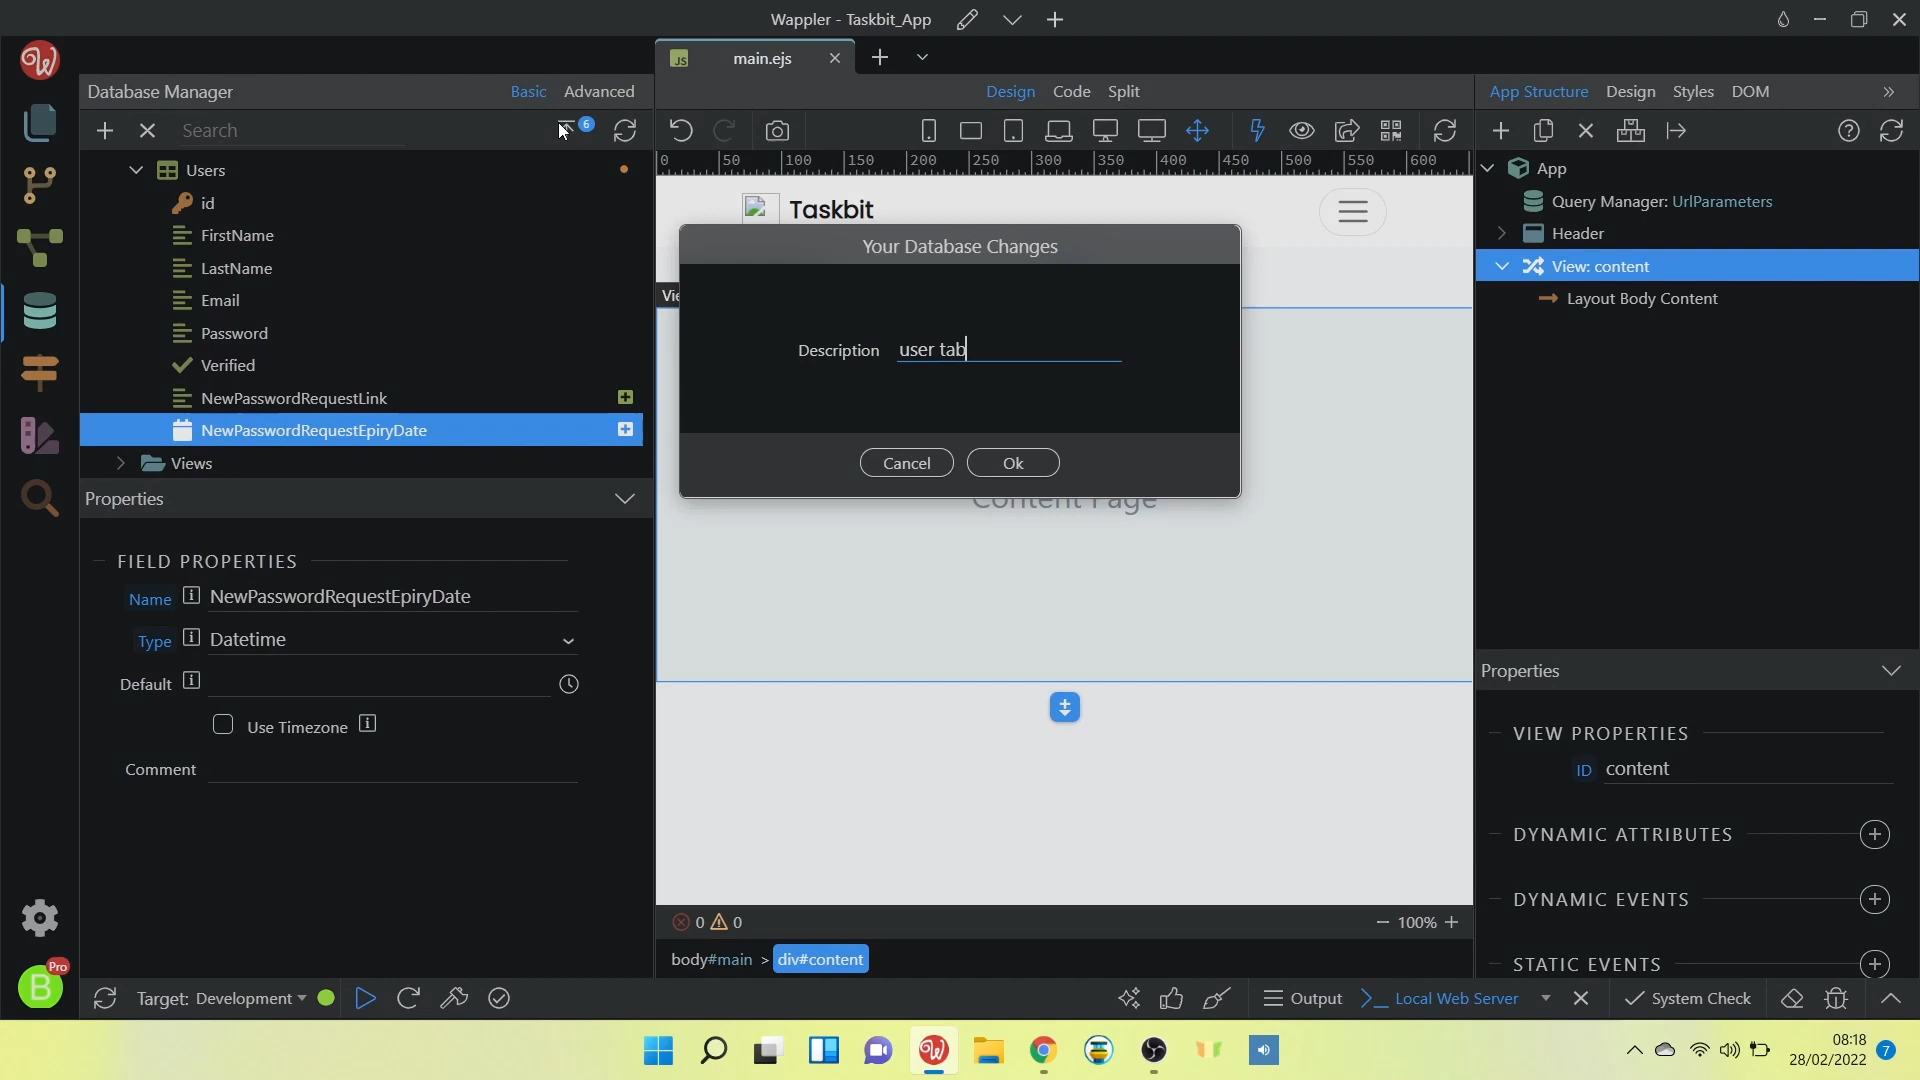 Wappler - Taskbit_App
JS main.ejs
Database Manager
Basic Advanced
Search
6
Users
id
FirstName
LastName
Email
Password
Verified
NewPasswordRequestLink
NewPasswordRequestEpiryDate
Views
Properties
FIELD PROPERTIES
Name i NewPasswordRequestEpiryDate
Type i Datetime
Default i
Use Timezone i
Comment
Design Code Split
0 50 100 150 200 250 300 350 400 450 500 550 600
Taskbit
Your Database Changes
Description user tab
Cancel Ok
Content Page
0 0
100%
body#main > div#content
App Structure Design Styles DOM
App
Query Manager: UrlParameters
Header
View: content
Layout Body Content
Properties
VIEW PROPERTIES
ID content
DYNAMIC ATTRIBUTES
DYNAMIC EVENTS
STATIC EVENTS
Pro
B
Target: Development
Output
Local Web Server
System Check
08:18
28/02/2022
7